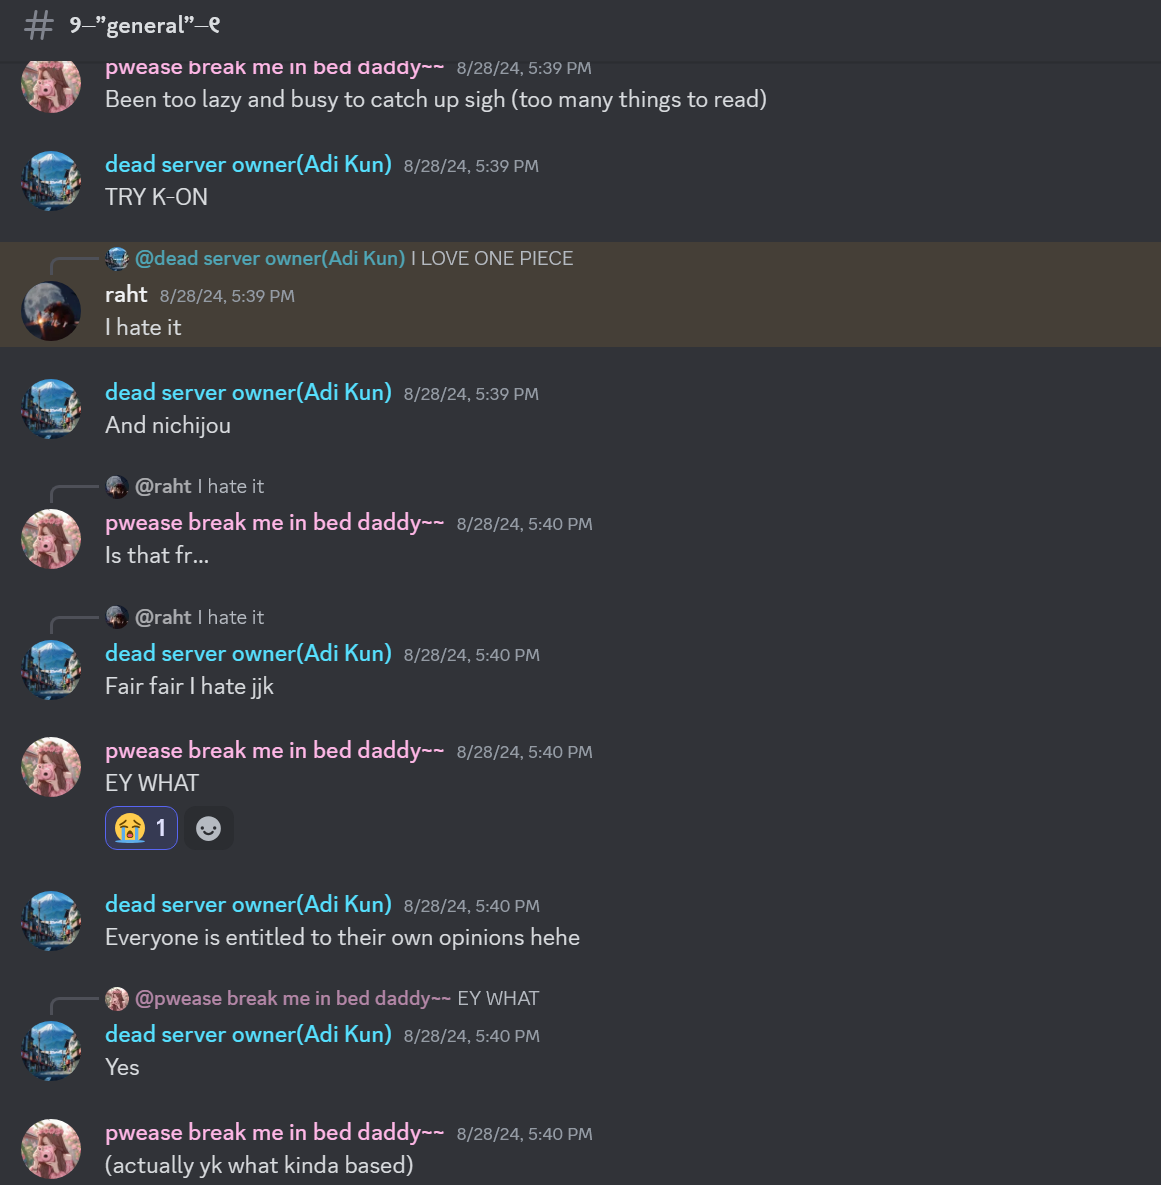 # ୨–”general”–୧
pwease break me in bed daddy~~ 8/28/24, 5:39 PM
Been too lazy and busy to catch up sigh (too many things to read)
dead server owner(Adi Kun) 8/28/24, 5:39 PM
TRY K-ON
@dead server owner(Adi Kun) I LOVE ONE PIECE
raht 8/28/24, 5:39 PM
I hate it
dead server owner(Adi Kun) 8/28/24, 5:39 PM
And nichijou
@raht I hate it
pwease break me in bed daddy~~ 8/28/24, 5:40 PM
Is that fr...
@raht I hate it
dead server owner(Adi Kun) 8/28/24, 5:40 PM
Fair fair I hate jjk
pwease break me in bed daddy~~ 8/28/24, 5:40 PM
EY WHAT
😭 1
dead server owner(Adi Kun) 8/28/24, 5:40 PM
Everyone is entitled to their own opinions hehe
@pwease break me in bed daddy~~ EY WHAT
dead server owner(Adi Kun) 8/28/24, 5:40 PM
Yes
pwease break me in bed daddy~~ 8/28/24, 5:40 PM
(actually yk what kinda based)